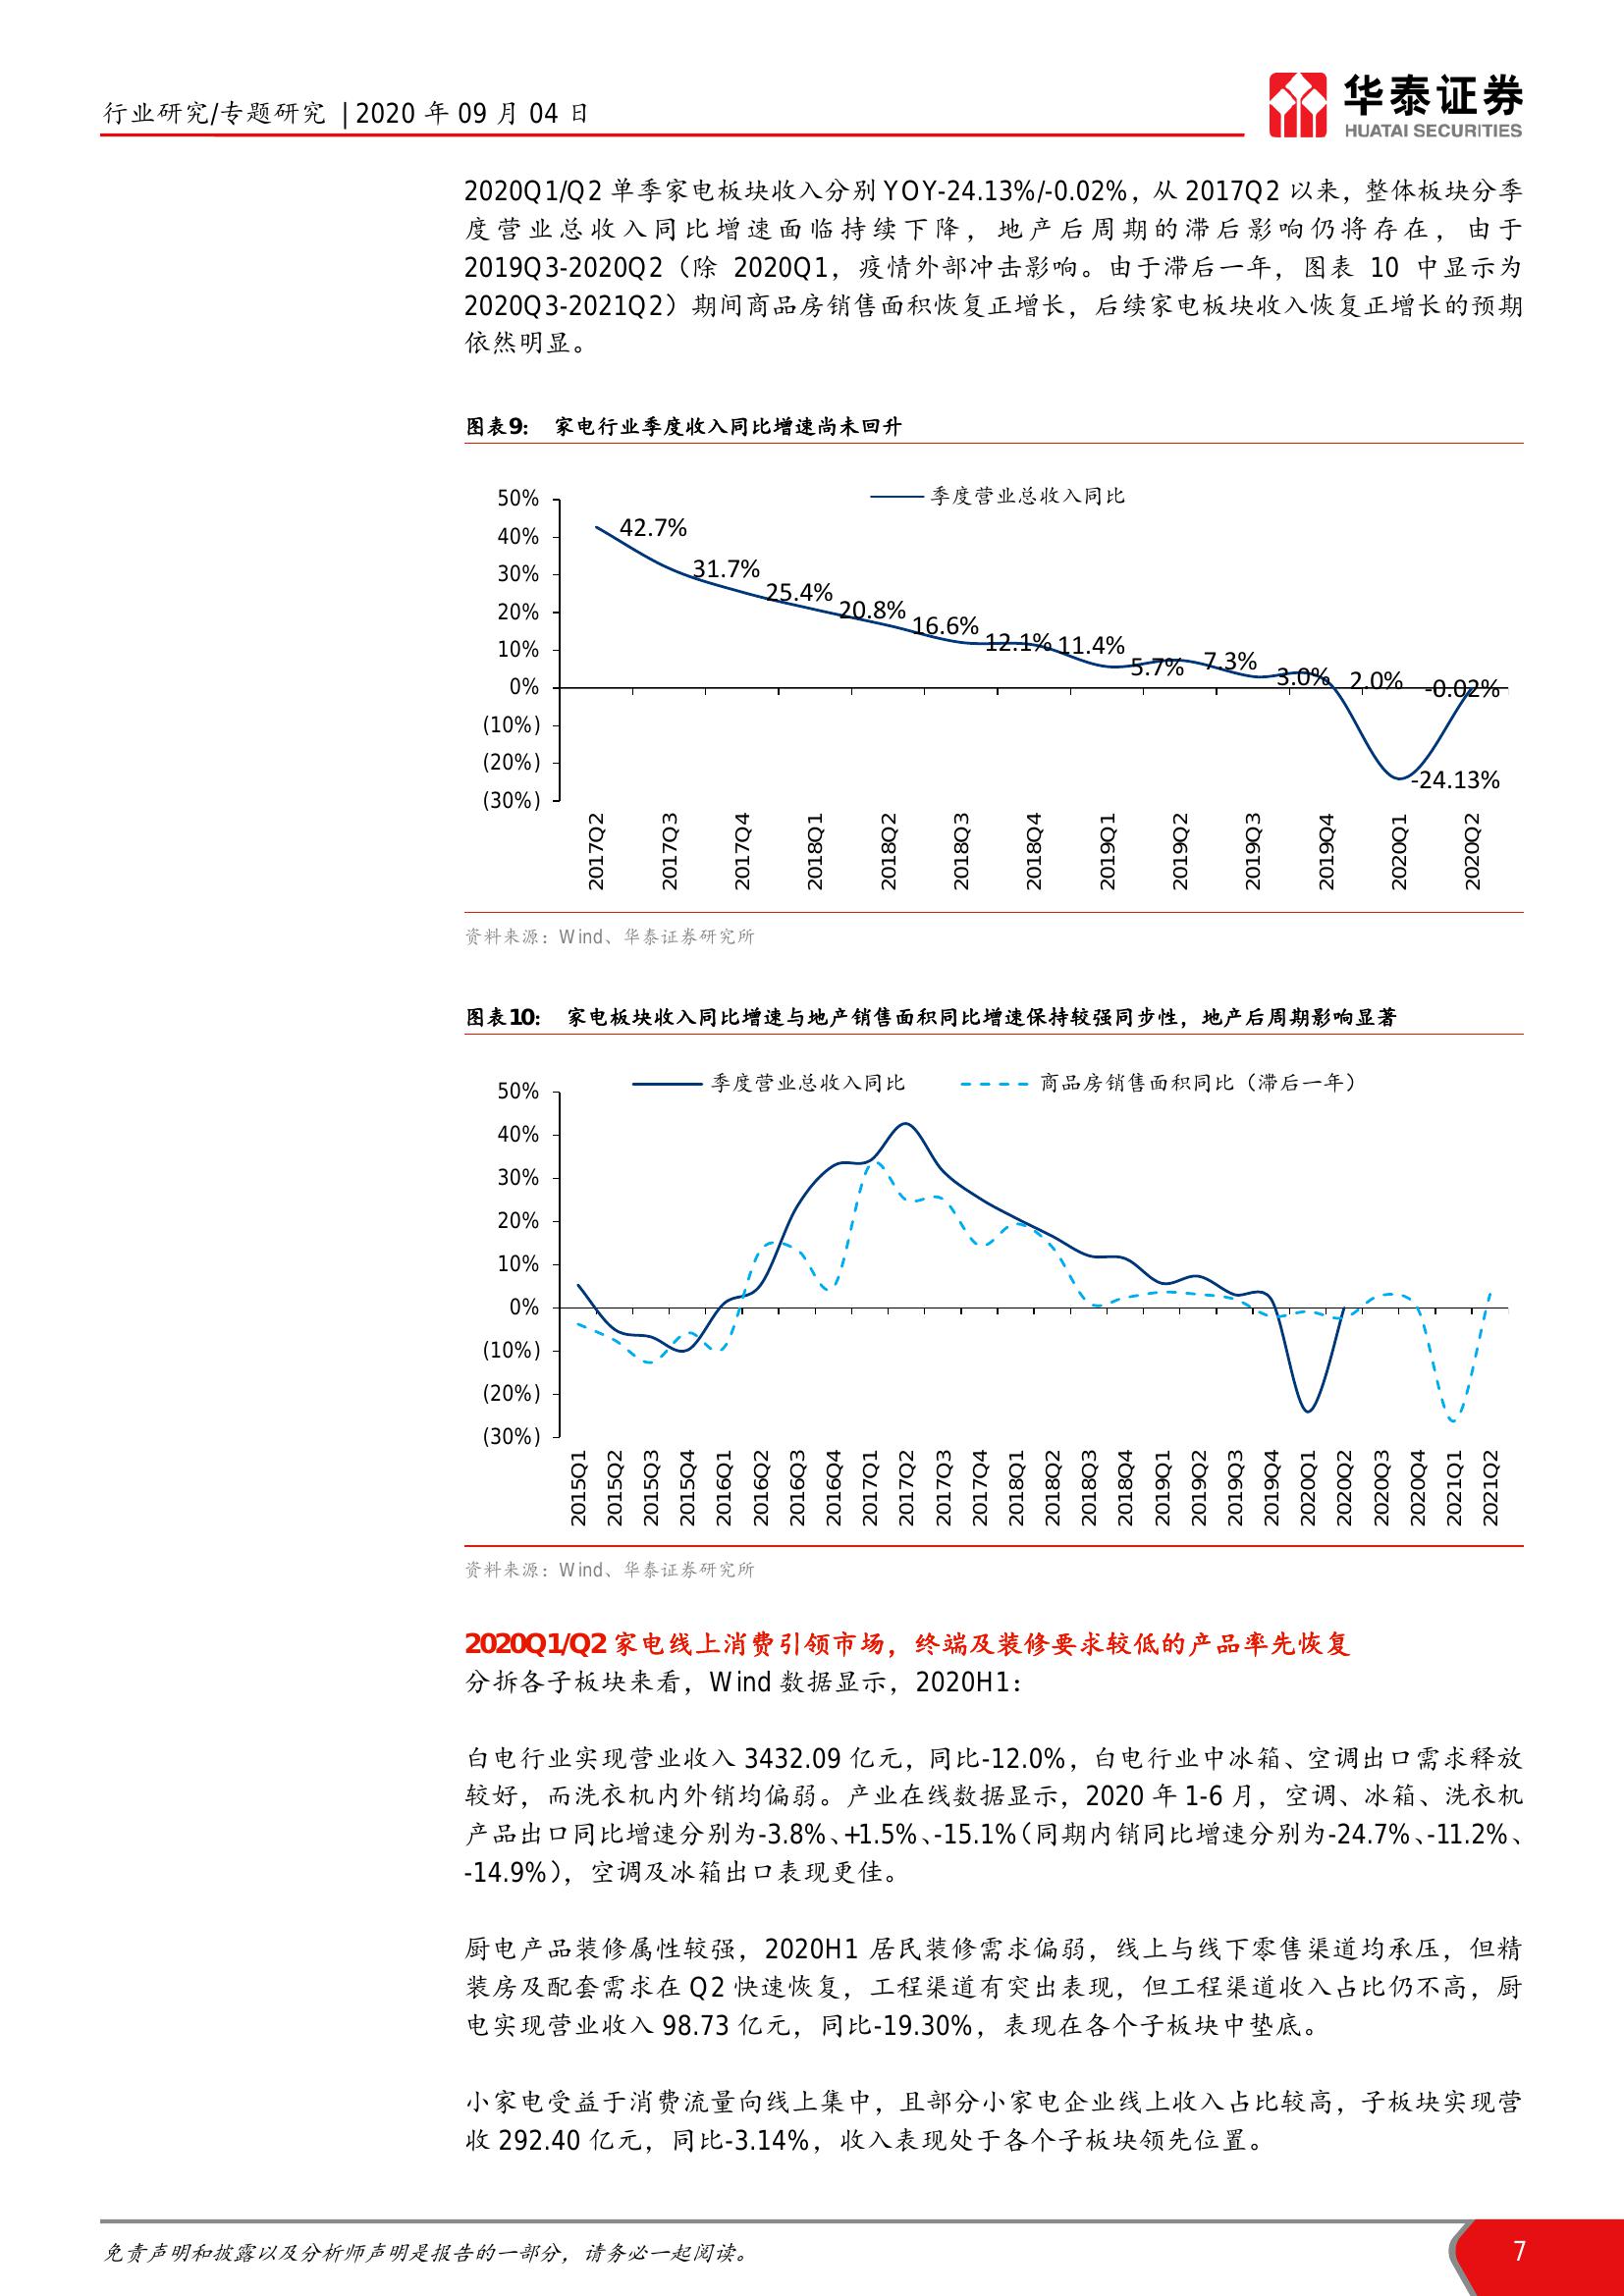 行业研究/专题研究 | 2020 年 09 月 04 日
华泰证券
HUATAI SECURITIES
2020Q1/Q2 单季家电板块收入分别 YOY-24.13%/-0.02%，从 2017Q2 以来，整体板块分季
度营业总收入同比增速面临持续下降，地产后周期的滞后影响仍将存在，由于
2019Q3-2020Q2（除 2020Q1，疫情外部冲击影响。由于滞后一年，图表 10 中显示为
2020Q3-2021Q2）期间商品房销售面积恢复正增长，后续家电板块收入恢复正增长的预期
依然明显。
图表9： 家电行业季度收入同比增速尚未回升
季度营业总收入同比
50%
40%
30%
20%
10%
0%
(10%)
(20%)
(30%)
42.7%
31.7%
25.4%
20.8%
16.6%
12.1%
11.4%
5.7%
7.3%
3.0%
2.0%
-0.02%
-24.13%
2017Q2
2017Q3
2017Q4
2018Q1
2018Q2
2018Q3
2018Q4
2019Q1
2019Q2
2019Q3
2019Q4
2020Q1
2020Q2
资料来源：Wind、华泰证券研究所
图表10： 家电板块收入同比增速与地产销售面积同比增速保持较强同步性，地产后周期影响显著
季度营业总收入同比
商品房销售面积同比（滞后一年）
50%
40%
30%
20%
10%
0%
(10%)
(20%)
(30%)
2015Q1
2015Q2
2015Q3
2015Q4
2016Q1
2016Q2
2016Q3
2016Q4
2017Q1
2017Q2
2017Q3
2017Q4
2018Q1
2018Q2
2018Q3
2018Q4
2019Q1
2019Q2
2019Q3
2019Q4
2020Q1
2020Q2
2020Q3
2020Q4
2021Q1
2021Q2
资料来源：Wind、华泰证券研究所
2020Q1/Q2 家电线上消费引领市场，终端及装修要求较低的产品率先恢复
分拆各子板块来看，Wind 数据显示，2020H1：
白电行业实现营业收入 3432.09 亿元，同比-12.0%，白电行业中冰箱、空调出口需求释放
较好，而洗衣机内外销均偏弱。产业在线数据显示，2020 年 1-6 月，空调、冰箱、洗衣机
产品出口同比增速分别为-3.8%、+1.5%、-15.1%（同期内销同比增速分别为-24.7%、-11.2%、
-14.9%），空调及冰箱出口表现更佳。
厨电产品装修属性较强，2020H1 居民装修需求偏弱，线上与线下零售渠道均承压，但精
装房及配套需求在 Q2 快速恢复，工程渠道有突出表现，但工程渠道收入占比仍不高，厨
电实现营业收入 98.73 亿元，同比-19.30%，表现在各个子板块中垫底。
小家电受益于消费流量向线上集中，且部分小家电企业线上收入占比较高，子板块实现营
收 292.40 亿元，同比-3.14%，收入表现处于各个子板块领先位置。
免责声明和披露以及分析师声明是报告的一部分，请务必一起阅读。
7